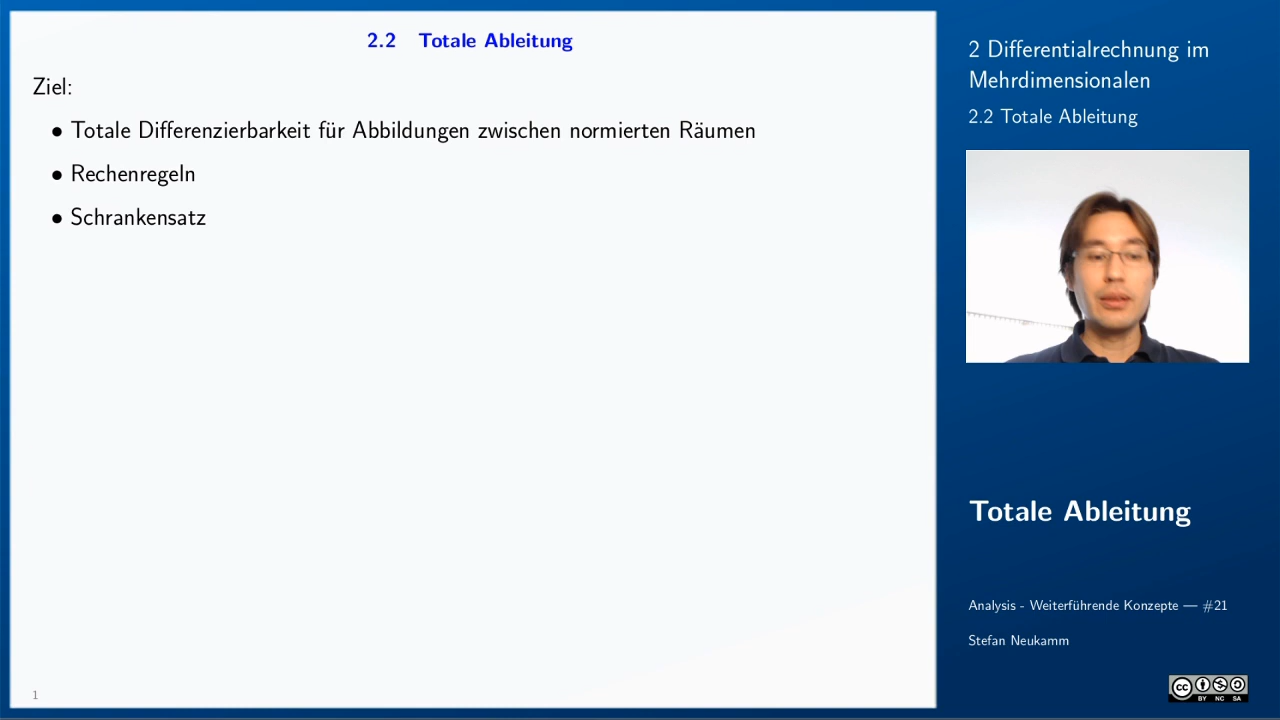 2.2 Totale Ableitung
Ziel:
• Totale Differenzierbarkeit für Abbildungen zwischen normierten Räumen
• Rechenregeln
• Schrankensatz
1
2 Differentialrechnung im
Mehrdimensionalen
2.2 Totale Ableitung
Totale Ableitung
Analysis - Weiterführende Konzepte — #21
Stefan Neukamm
cc
BY NC SA